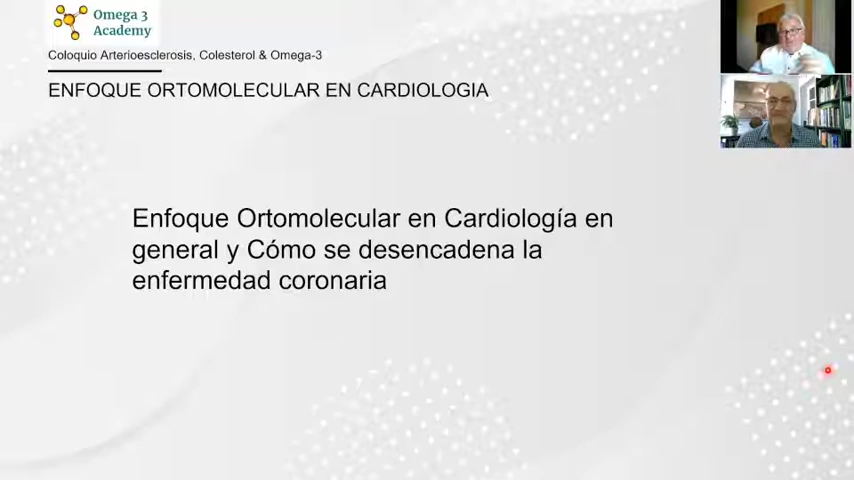 Omega 3
Academy
Coloquio Arterioesclerosis, Colesterol & Omega-3
ENFOQUE ORTOMOLECULAR EN CARDIOLOGIA
Enfoque Ortomolecular en Cardiología en
general y Cómo se desencadena la
enfermedad coronaria